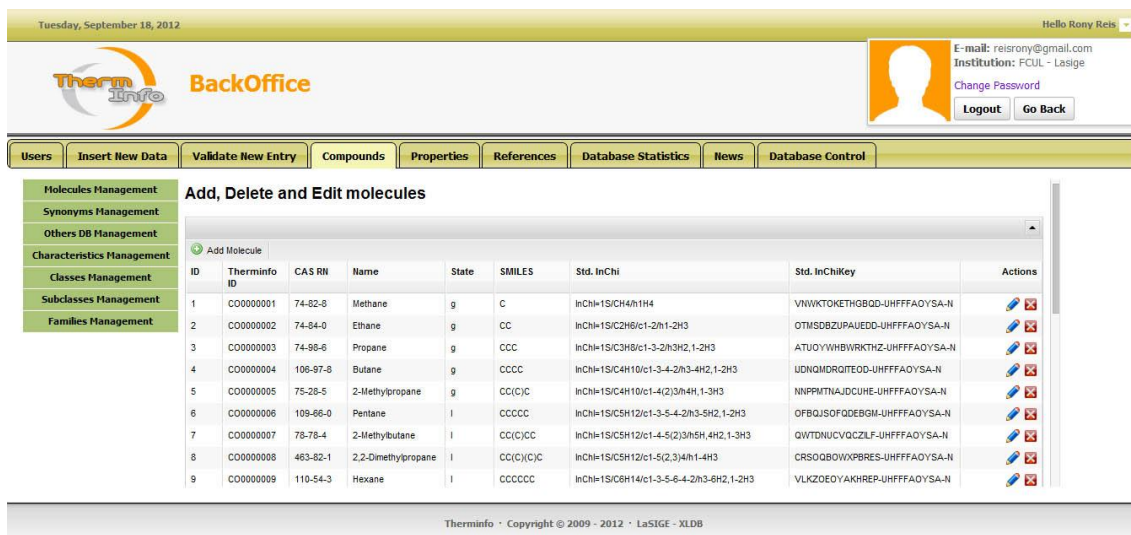 Tuesday, September 18, 2012
Hello Rony Reis
E-mail: reisrony@gmail.com
Institution: FCUL - Lasige
Change Password
Logout Go Back
Therm
Info
BackOffice
Users Insert New Data Validate New Entry Compounds Properties References Database Statistics News Database Control
Molecules Management
Synonyms Management
Others DB Management
Characteristics Management
Classes Management
Subclasses Management
Families Management
Add, Delete and Edit molecules
Add Molecule
ID Therminfo ID CAS RN Name State SMILES Std. InChi Std. InChiKey Actions
1 CO0000001 74-82-8 Methane g C InChI=1S/CH4/h1H4 VNWKTOKETHGBQD-UHFFFAOYSA-N
2 CO0000002 74-84-0 Ethane g CC InChI=1S/C2H6/c1-2/h1-2H3 OTMSDBZUPAUEDD-UHFFFAOYSA-N
3 CO0000003 74-98-6 Propane g CCC InChI=1S/C3H8/c1-3-2/h3H2,1-2H3 ATUOYWHBWRKTHZ-UHFFFAOYSA-N
4 CO0000004 106-97-8 Butane g CCCC InChI=1S/C4H10/c1-3-4-2/h3-4H2,1-2H3 IJDNQMDRQITEOD-UHFFFAOYSA-N
5 CO0000005 75-28-5 2-Methylpropane g CC(C)C InChI=1S/C4H10/c1-4(2)3/h4H,1-3H3 NNPPMTNAJDCUHE-UHFFFAOYSA-N
6 CO0000006 109-66-0 Pentane l CCCCC InChI=1S/C5H12/c1-3-5-4-2/h3-5H2,1-2H3 OFBQJSOFQDEBGM-UHFFFAOYSA-N
7 CO0000007 78-78-4 2-Methylbutane l CC(C)CC InChI=1S/C5H12/c1-4-5(2)3/h5H,4H2,1-3H3 QWTDNUCVQCZILF-UHFFFAOYSA-N
8 CO0000008 463-82-1 2,2-Dimethylpropane l CC(C)(C)C InChI=1S/C5H12/c1-5(2,3)4/h1-4H3 CRSOQBOWXPBRES-UHFFFAOYSA-N
9 CO0000009 110-54-3 Hexane l CCCCCC InChI=1S/C6H14/c1-3-5-6-4-2/h3-6H2,1-2H3 VLKZOEOYAKHREP-UHFFFAOYSA-N
Therminfo · Copyright © 2009 - 2012 · LaSIGE - XLDB